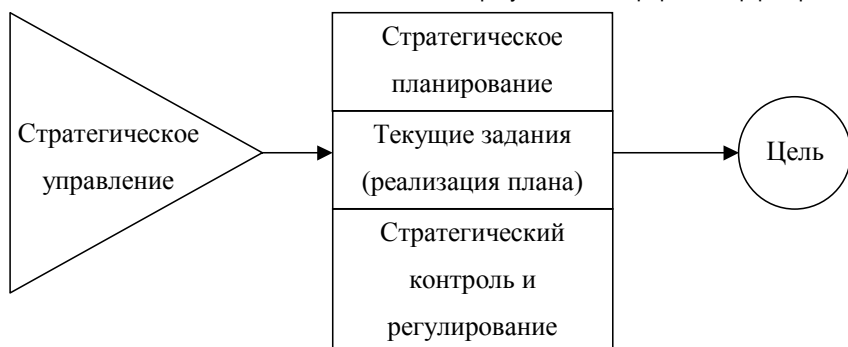 Стратегическое
управление
Стратегическое
планирование
Текущие задания
(реализация плана)
Стратегический
контроль и
регулирование
Цель